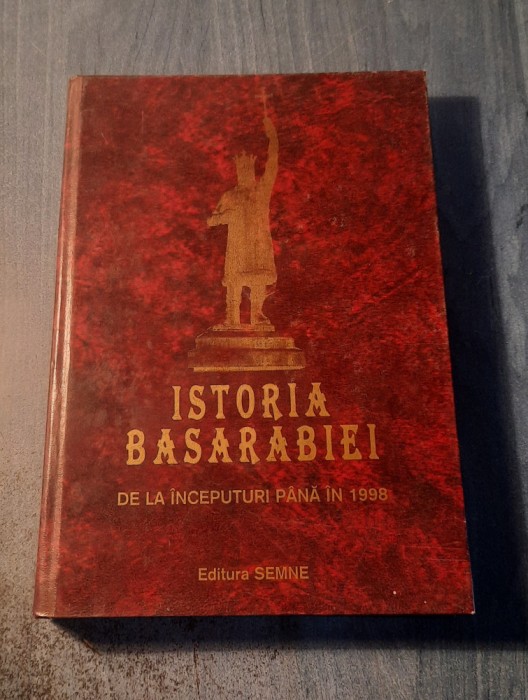 ISTORIA
BASARABIEI
DE LA ÎNCEPUTURI PÂNĂ ÎN 1998
Editura SEMNE